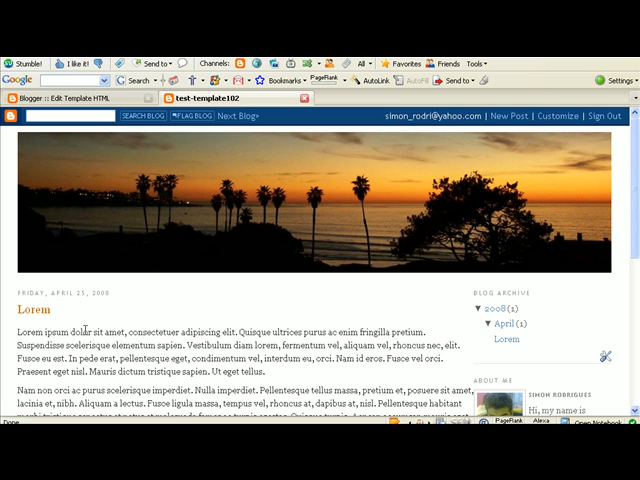 Stumble! I like it! Send to Channels: All Favorites Friends Tools
Google Search Bookmarks PageRank AutoLink AutoFill Send to Settings
Blogger :: Edit Template HTML test-template102
SEARCH BLOG FLAG BLOG Next Blog» simon_rodri@yahoo.com | New Post | Customize | Sign Out
FRIDAY, APRIL 25, 2008
Lorem
Lorem ipsum dolor sit amet, consectetuer adipiscing elit. Quisque ultrices purus ac enim fringilla pretium.
Suspendisse scelerisque elementum sapien. Vestibulum diam lorem, fermentum vel, aliquam vel, rhoncus nec, elit.
Fusce eu est. In pede erat, pellentesque eget, condimentum vel, interdum eu, orci. Nam id eros. Fusce vel orci.
Praesent eget nisl. Mauris dictum tristique sapien. Ut eget tellus.
Nam non orci ac purus scelerisque imperdiet. Nulla imperdiet. Pellentesque tellus massa, pretium et, posuere sit amet,
lacinia et, nibh. Aliquam a lectus. Fusce ligula massa, tempus vel, rhoncus at, dapibus at, nisl. Pellentesque habitant
BLOG ARCHIVE
▼ 2008 (1)
▼ April (1)
Lorem
ABOUT ME
SIMON RODRIGUES
Hi, my name is
Done PageRank Alexa Open Notebook